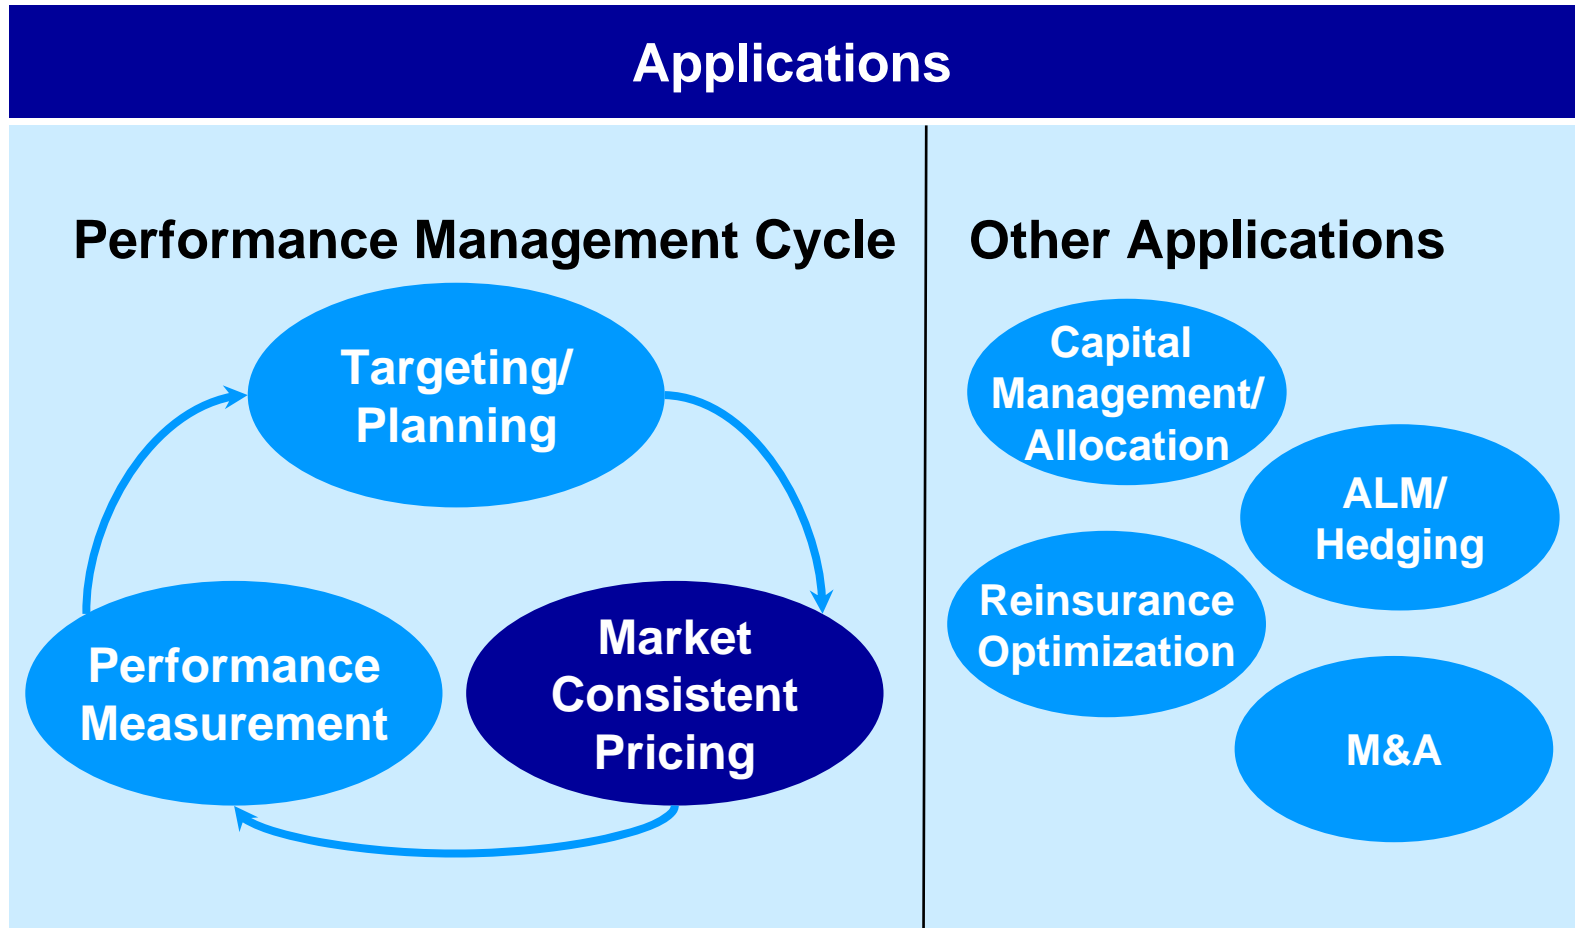 Applications
Performance Management Cycle
Targeting/
Planning
Performance
Measurement
Market
Consistent
Pricing
Other Applications
Capital
Management/
Allocation
ALM/
Hedging
Reinsurance
Optimization
M&A